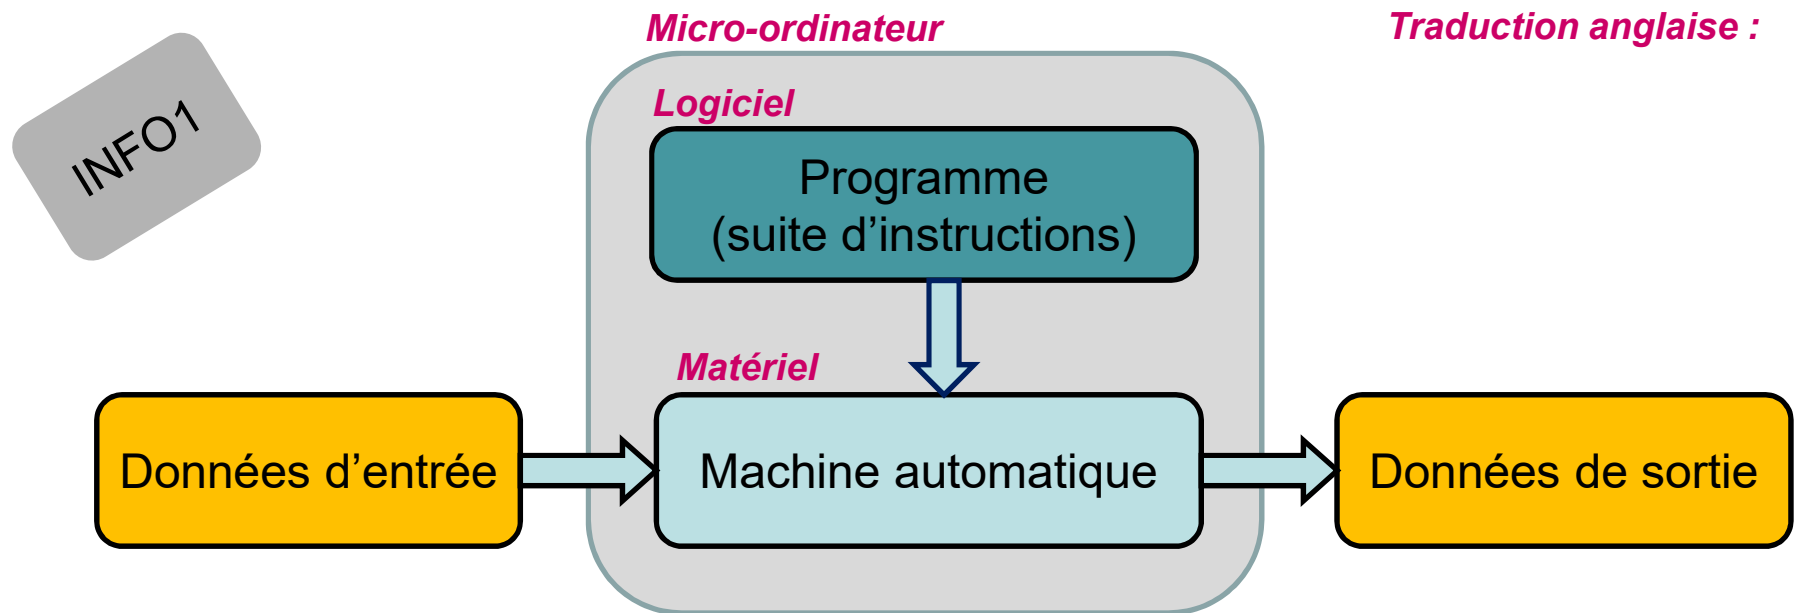 Micro-ordinateur
Traduction anglaise :
INFO1
Logiciel
Programme
(suite d’instructions)
Matériel
Données d’entrée
Machine automatique
Données de sortie